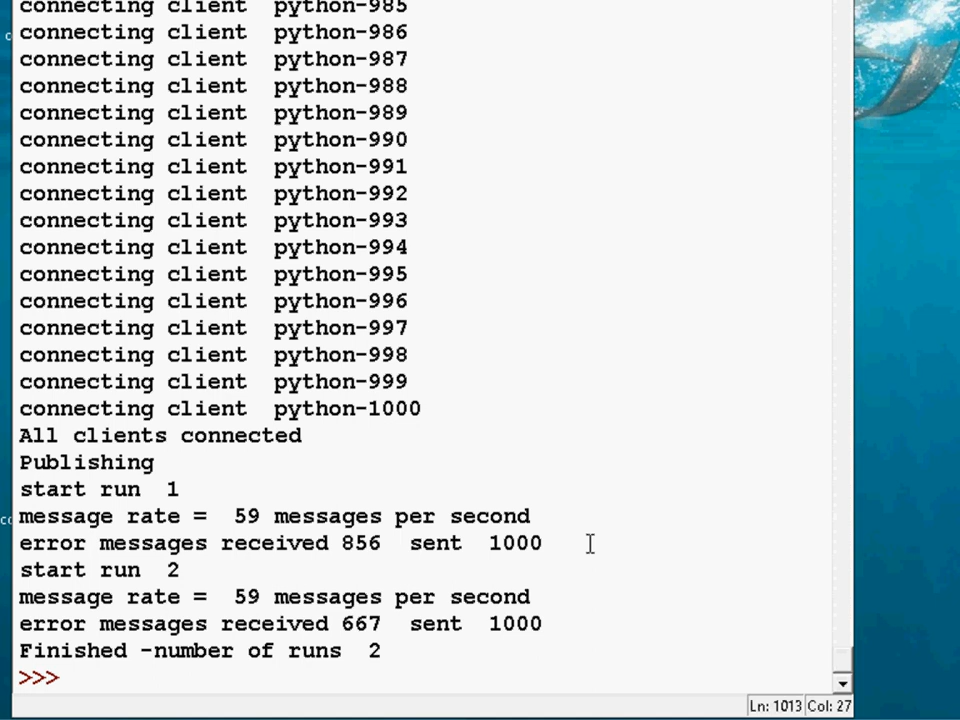 connecting client  python-985
connecting client  python-986
connecting client  python-987
connecting client  python-988
connecting client  python-989
connecting client  python-990
connecting client  python-991
connecting client  python-992
connecting client  python-993
connecting client  python-994
connecting client  python-995
connecting client  python-996
connecting client  python-997
connecting client  python-998
connecting client  python-999
connecting client  python-1000
All clients connected
Publishing
start run  1
message rate =  59 messages per second
error messages received 856  sent  1000
start run  2
message rate =  59 messages per second
error messages received 667  sent  1000
Finished -number of runs  2
>>>
Ln: 1013 Col: 27